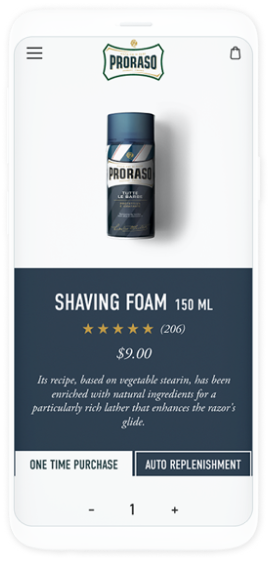 PRORASO
PRORASO
TUTTE
LE BARBE
SHAVING FOAM 150 ML
(206)
$9.00
Its recipe, based on vegetable stearin, has been
enriched with natural ingredients for a
particularly rich lather that enhances the razor's
glide.
ONE TIME PURCHASE AUTO REPLENISHMENT
- 1 +